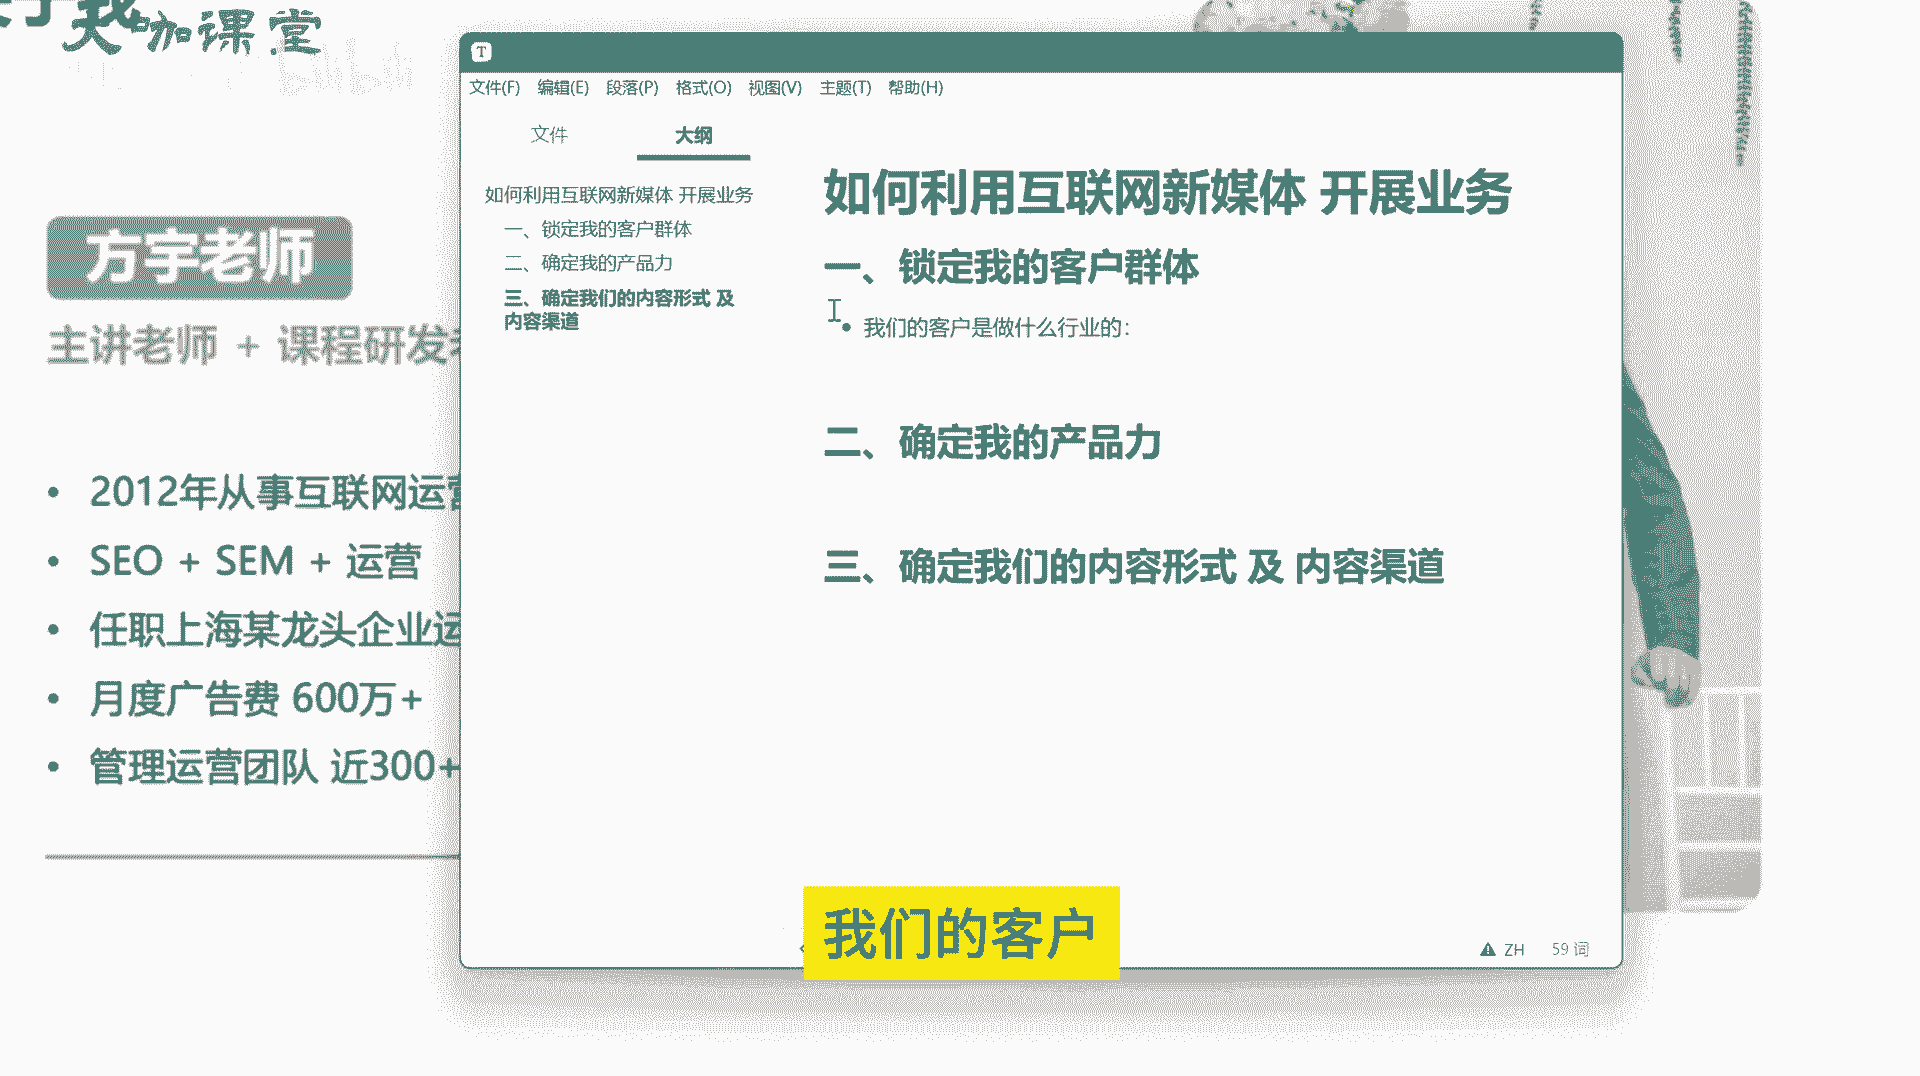 大咖课堂
bilibili
方宇老师
主讲老师 + 课程研发
2012年从事互联网运营
SEO + SEM + 运营
任职上海某龙头企业运
月度广告费 600万+
管理运营团队 近300+
T
文件(F) 编辑(E) 段落(P) 格式(O) 视图(V) 主题(T) 帮助(H)
文件 大纲
如何利用互联网新媒体 开展业务
一、锁定我的客户群体
二、确定我的产品力
三、确定我们的内容形式 及
内容渠道
如何利用互联网新媒体 开展业务
一、锁定我的客户群体
我们的客户是做什么行业的：
二、确定我的产品力
三、确定我们的内容形式 及 内容渠道
ZH 59 词
我们的客户